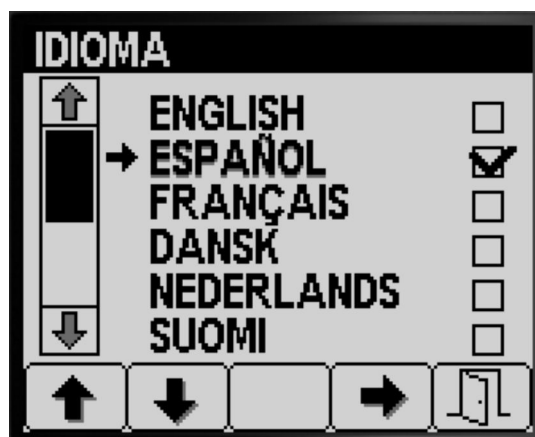 IDIOMA
ENGLISH
ESPAÑOL
FRANÇAIS
DANSK
NEDERLANDS
SUOMI